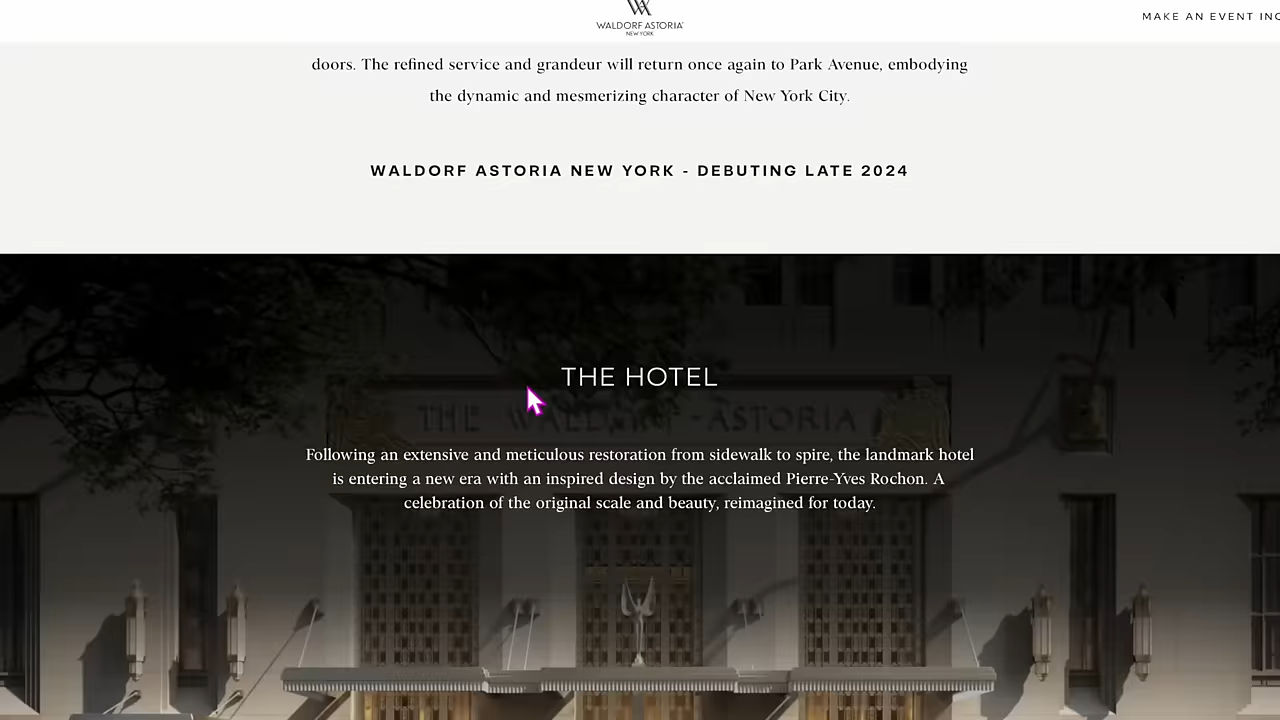 WALDORF ASTORIA
NEW YORK
MAKE AN EVENT
doors. The refined service and grandeur will return once again to Park Avenue, embodying
the dynamic and mesmerizing character of New York City.
WALDORF ASTORIA NEW YORK - DEBUTING LATE 2024
THE HOTEL
THE WALDORF-ASTORIA
Following an extensive and meticulous restoration from sidewalk to spire, the landmark hotel
is entering a new era with an inspired design by the acclaimed Pierre-Yves Rochon. A
celebration of the original scale and beauty, reimagined for today.